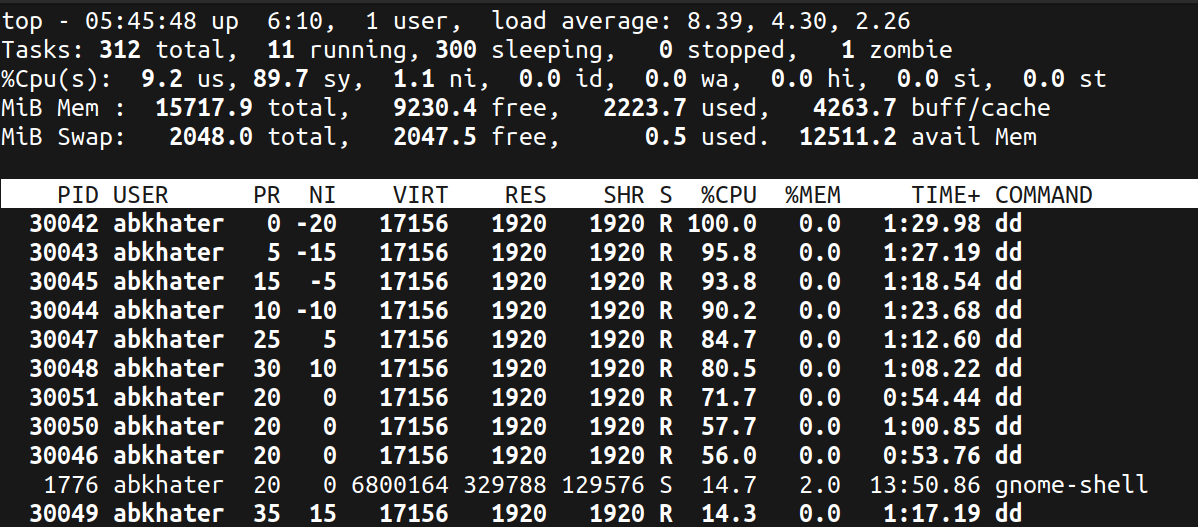 top - 05:45:48 up  6:10,  1 user,  load average: 8.39, 4.30, 2.26
Tasks: 312 total,  11 running, 300 sleeping,   0 stopped,   1 zombie
%Cpu(s):  9.2 us, 89.7 sy,  1.1 ni,  0.0 id,  0.0 wa,  0.0 hi,  0.0 si,  0.0 st
MiB Mem :  15717.9 total,   9230.4 free,   2223.7 used,   4263.7 buff/cache
MiB Swap:   2048.0 total,   2047.5 free,      0.5 used.  12511.2 avail Mem
    PID USER      PR  NI    VIRT    RES    SHR S  %CPU  %MEM     TIME+ COMMAND
  30042 abkhater   0 -20   17156   1920   1920 R 100.0   0.0   1:29.98 dd
  30043 abkhater   5 -15   17156   1920   1920 R  95.8   0.0   1:27.19 dd
  30045 abkhater  15  -5   17156   1920   1920 R  93.8   0.0   1:18.54 dd
  30044 abkhater  10 -10   17156   1920   1920 R  90.2   0.0   1:23.68 dd
  30047 abkhater  25   5   17156   1920   1920 R  84.7   0.0   1:12.60 dd
  30048 abkhater  30  10   17156   1920   1920 R  80.5   0.0   1:08.22 dd
  30051 abkhater  20   0   17156   1920   1920 R  71.7   0.0   0:54.44 dd
  30050 abkhater  20   0   17156   1920   1920 R  57.7   0.0   1:00.85 dd
  30046 abkhater  20   0   17156   1920   1920 R  56.0   0.0   0:53.76 dd
   1776 abkhater  20   0 6800164 329788 129576 S  14.7   2.0  13:50.86 gnome-shell
  30049 abkhater  35  15   17156   1920   1920 R  14.3   0.0   1:17.19 dd